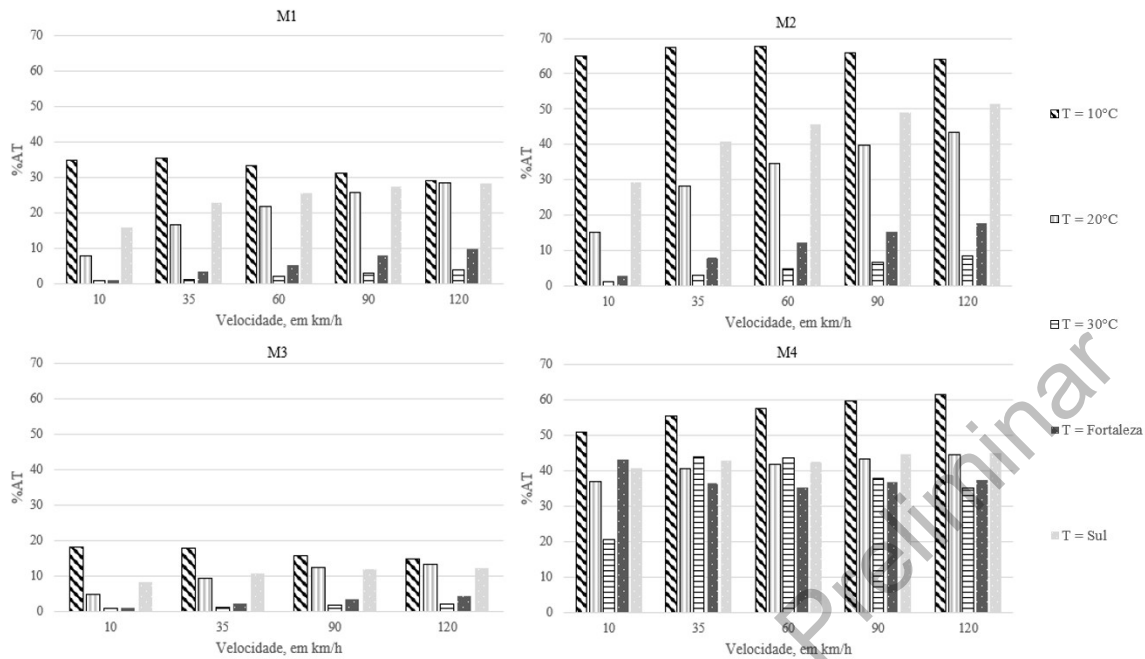 M1
70
60
50
40
30
20
10
0
%AT
10 35 60 90 120
Velocidade, em km/h
M2
70
60
50
40
30
20
10
0
%AT
10 35 60 90 120
Velocidade, em km/h
M3
70
60
50
40
30
20
10
0
%AT
10 35 90 120
Velocidade, em km/h
M4
70
60
50
40
30
20
10
0
%AT
10 35 60 90 120
Velocidade, em km/h
T = 10°C
T = 20°C
T = 30°C
T = Fortaleza
T = Sul
Preliminar